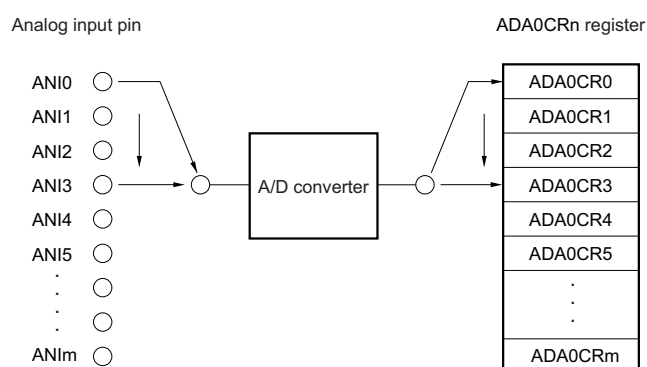 Analog input pin
ADA0CRn register
ANI0
ADA0CR0
ANI1
ADA0CR1
ANI2
ADA0CR2
ANI3
A/D converter
ADA0CR3
ANI4
ADA0CR4
ANI5
ADA0CR5
.
.
.
.
.
.
.
ANIm
ADA0CRm